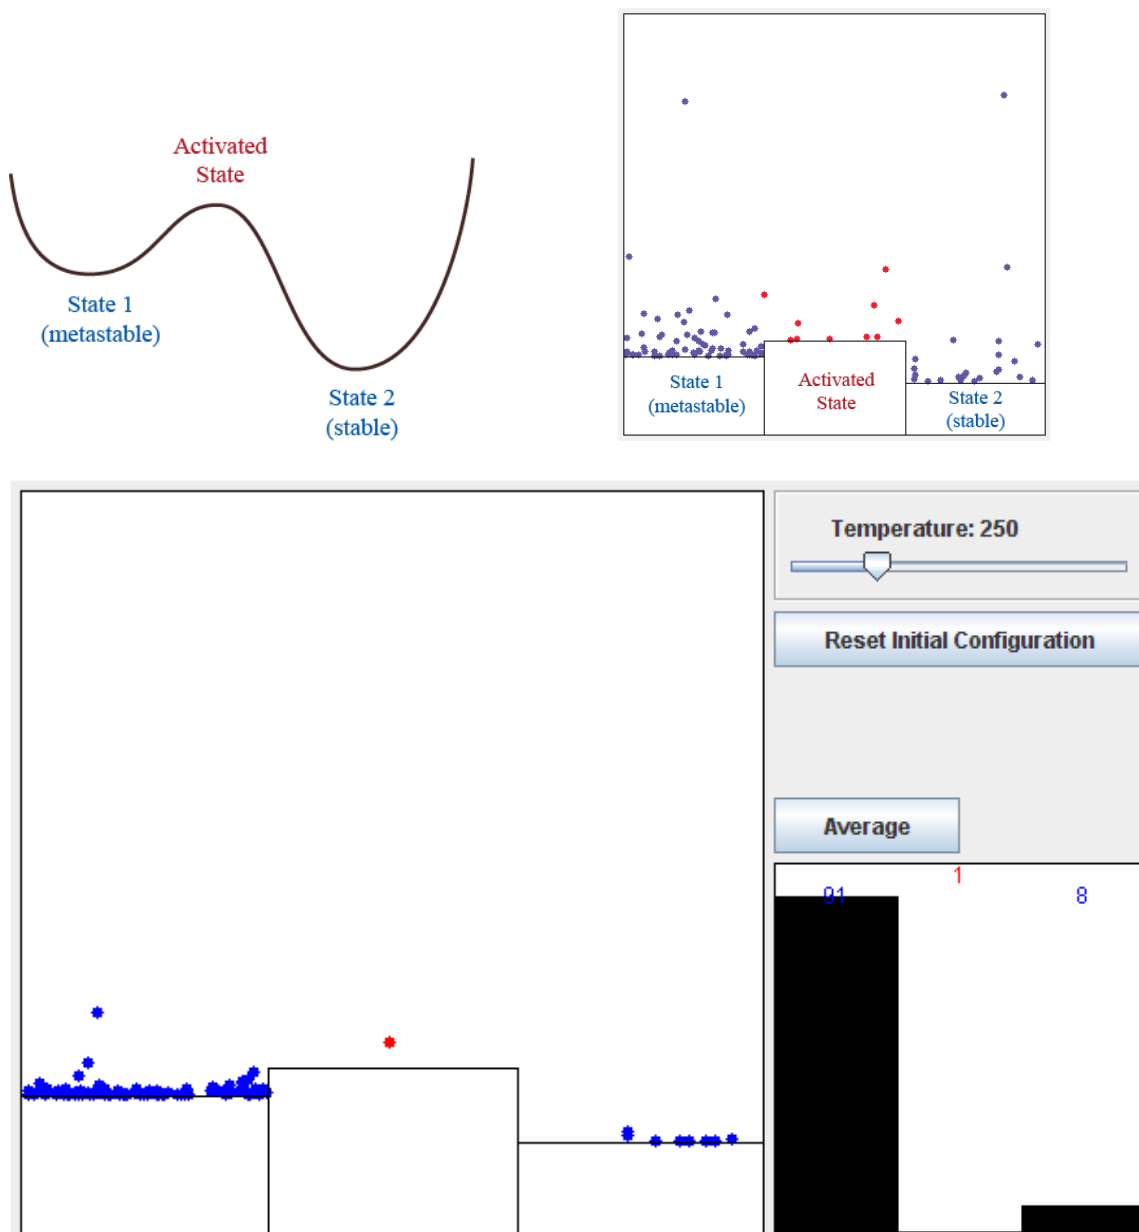 Activated
State
State 1
(metastable)
State 2
(stable)
State 1
(metastable)
Activated
State
State 2
(stable)
Temperature: 250
Reset Initial Configuration
Average
91
1
8